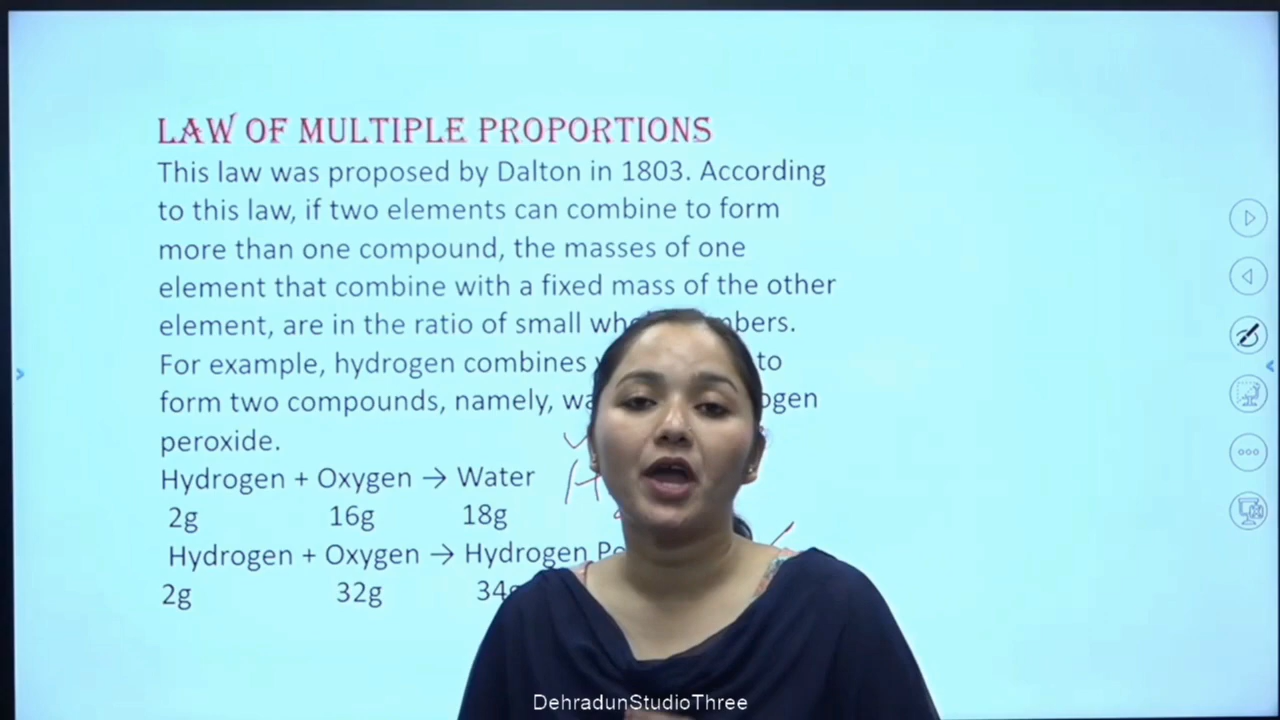 LAW OF MULTIPLE PROPORTIONS
This law was proposed by Dalton in 1803. According
to this law, if two elements can combine to form
more than one compound, the masses of one
element that combine with a fixed mass of the other
element, are in the ratio of small
For example, hydrogen combines to
form two compounds, namely,
peroxide.
Hydrogen + Oxygen → Water
2g 16g 18g
Hydrogen + Oxygen → Hydrogen
2g 32g 34g
DehradunStudioThree